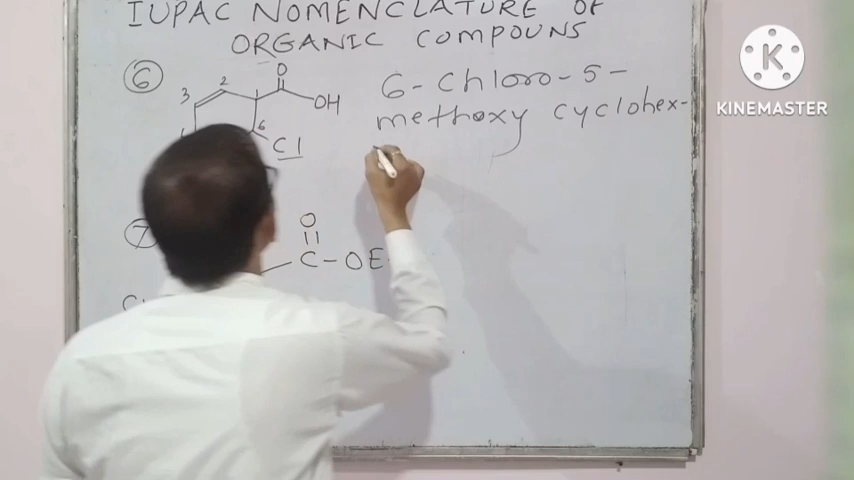 IUPAC NOMENCLATURE OF
ORGANIC COMPOUNS
6
O
OH
3
2
1
6
Cl
6-chloro-5-
methoxy cyclohex-
7
O
C-OE
K
KINEMASTER